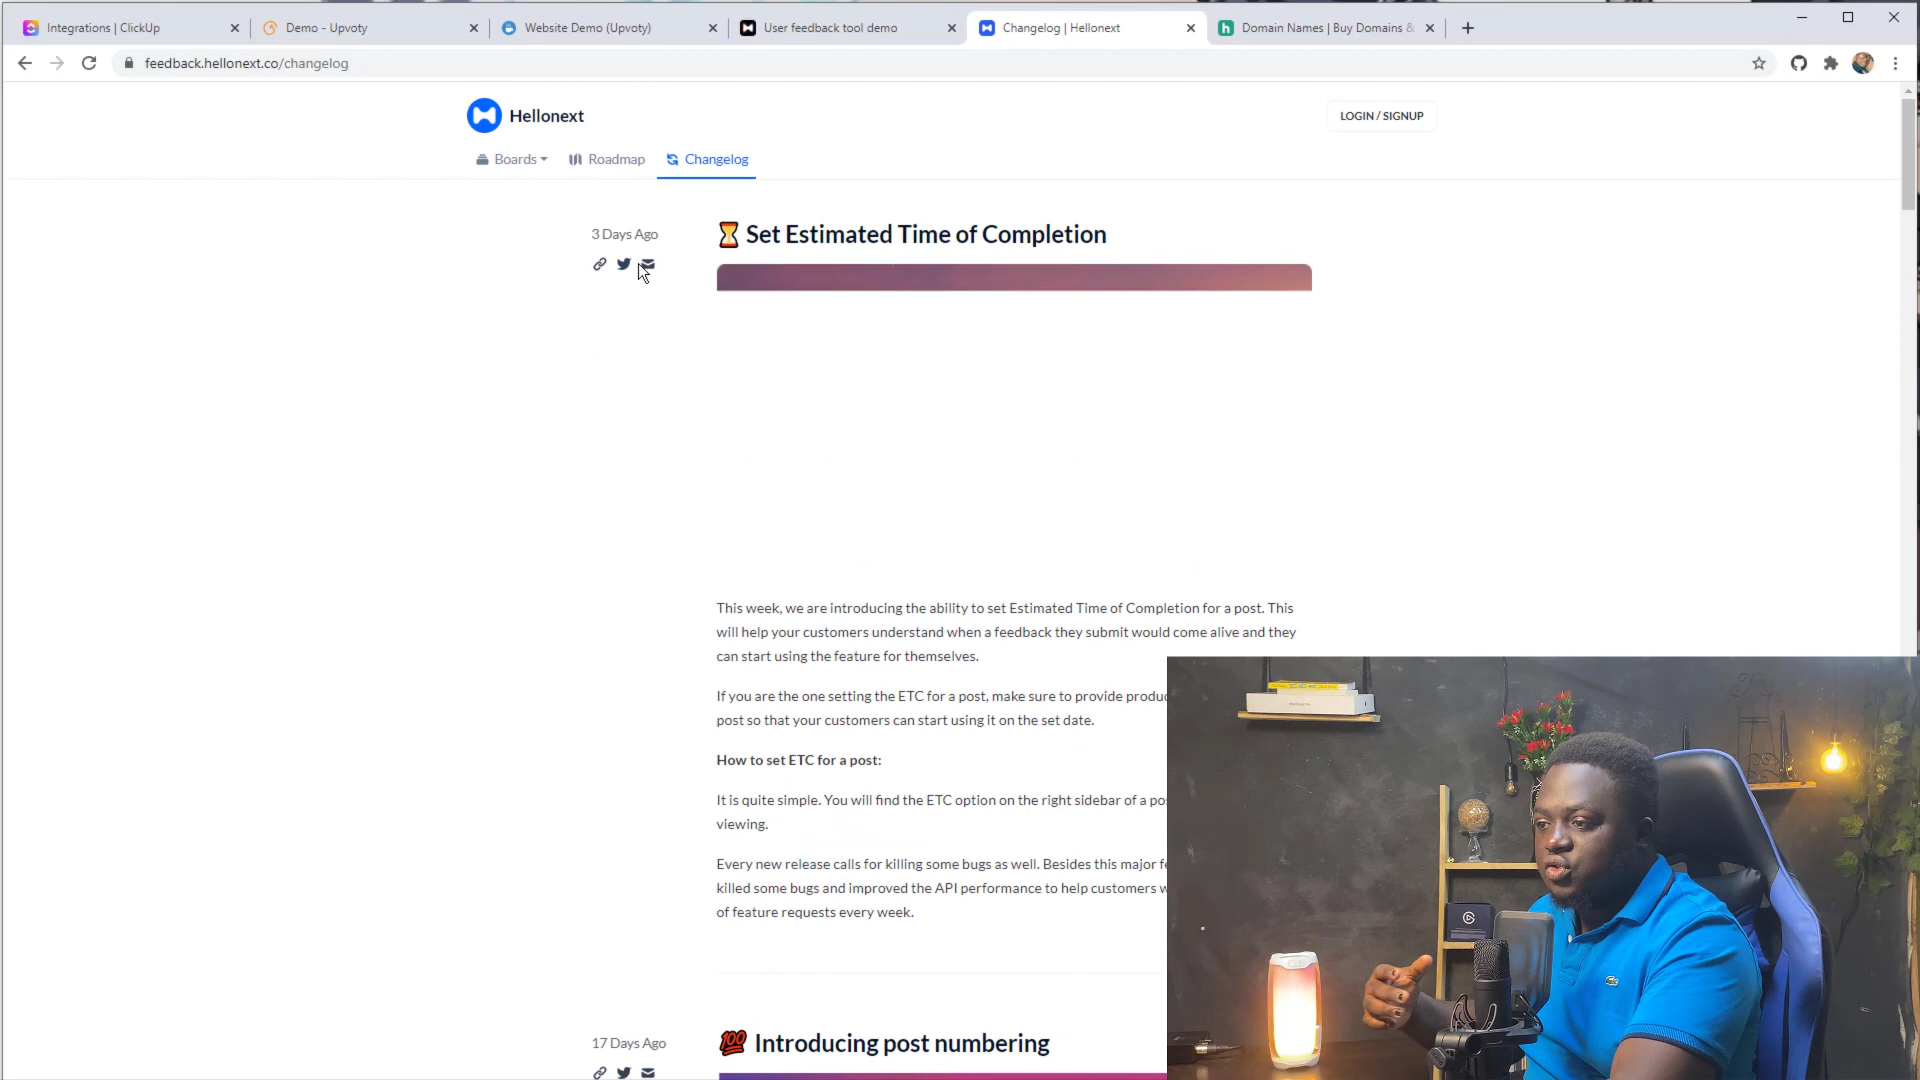 Integrations | ClickUp
Demo - Upvoty
Website Demo (Upvoty)
User feedback tool demo
Changelog | Hellonext
Domain Names | Buy Domains &
feedback.hellonext.co/changelog
Hellonext
LOGIN / SIGNUP
Boards
Roadmap
Changelog
3 Days Ago
Set Estimated Time of Completion
This week, we are introducing the ability to set Estimated Time of Completion for a post. This
will help your customers understand when a feedback they submit would come alive and they
can start using the feature for themselves.
If you are the one setting the ETC for a post, make sure to provide produc
post so that your customers can start using it on the set date.
How to set ETC for a post:
It is quite simple. You will find the ETC option on the right sidebar of a po
viewing.
Every new release calls for killing some bugs as well. Besides this major fe
killed some bugs and improved the API performance to help customers w
of feature requests every week.
17 Days Ago
100 Introducing post numbering